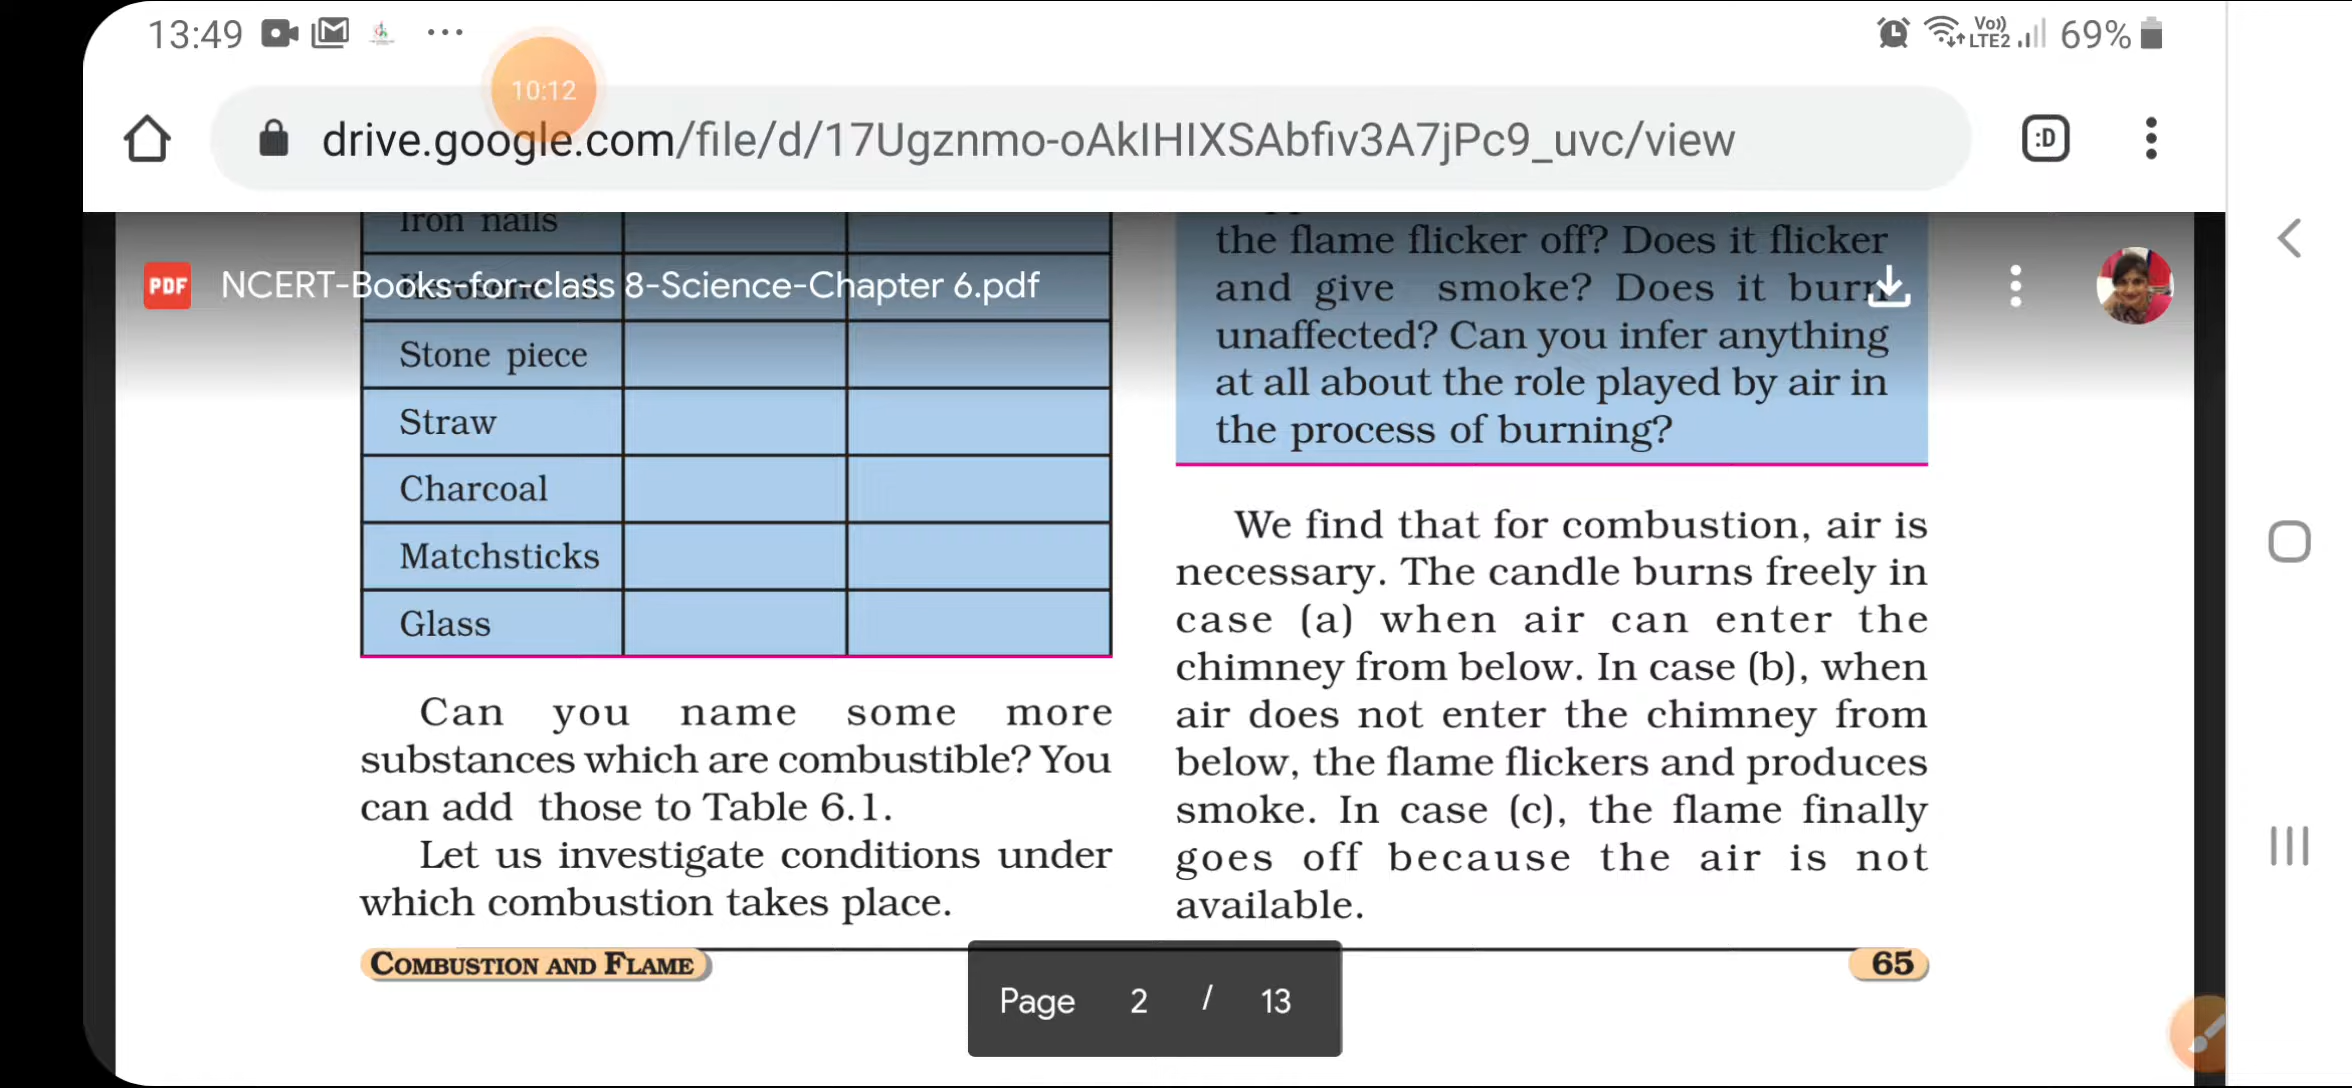 13:49
Vo))
LTE2
69%
10:12
drive.google.com/file/d/17Ugznmo-oAkIHIXSAbfiv3A7jPc9_uvc/view
:D
PDF
NCERT-Books-for-class 8-Science-Chapter 6.pdf
Iron nails
Stone piece
Straw
Charcoal
Matchsticks
Glass
Can you name some more
substances which are combustible? You
can add those to Table 6.1.
Let us investigate conditions under
which combustion takes place.
the flame flicker off? Does it flicker
and give smoke? Does it burn
unaffected? Can you infer anything
at all about the role played by air in
the process of burning?
We find that for combustion, air is
necessary. The candle burns freely in
case (a) when air can enter the
chimney from below. In case (b), when
air does not enter the chimney from
below, the flame flickers and produces
smoke. In case (c), the flame finally
goes off because the air is not
available.
COMBUSTION AND FLAME
65
Page 2 / 13